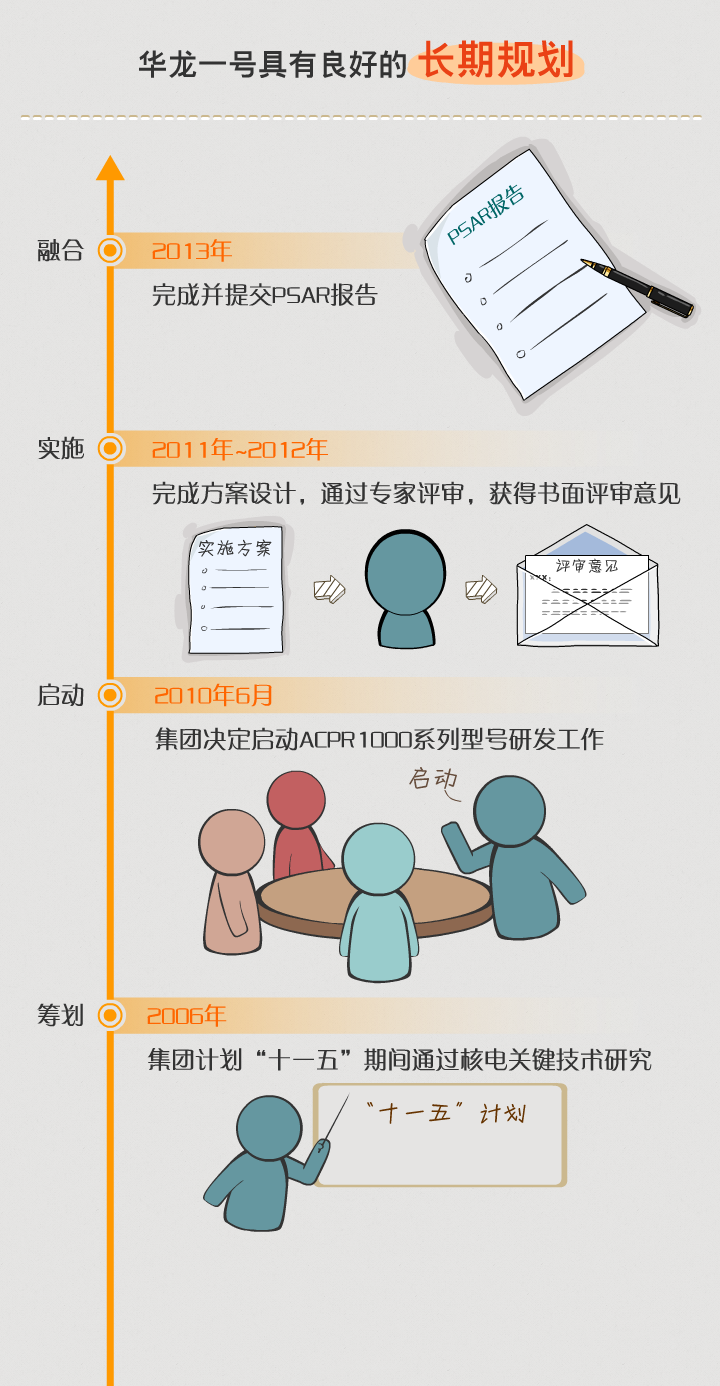 华龙一号具有良好的长期规划
融合
2013年
完成并提交PSAR报告
PSAR报告
实施
2011年~2012年
完成方案设计，通过专家评审，获得书面评审意见
实施方案
评审意见
×××：
启动
2010年6月
集团决定启动ACPR1000系列型号研发工作
启动
筹划
2006年
集团计划“十一五”期间通过核电关键技术研究
“十一五”计划